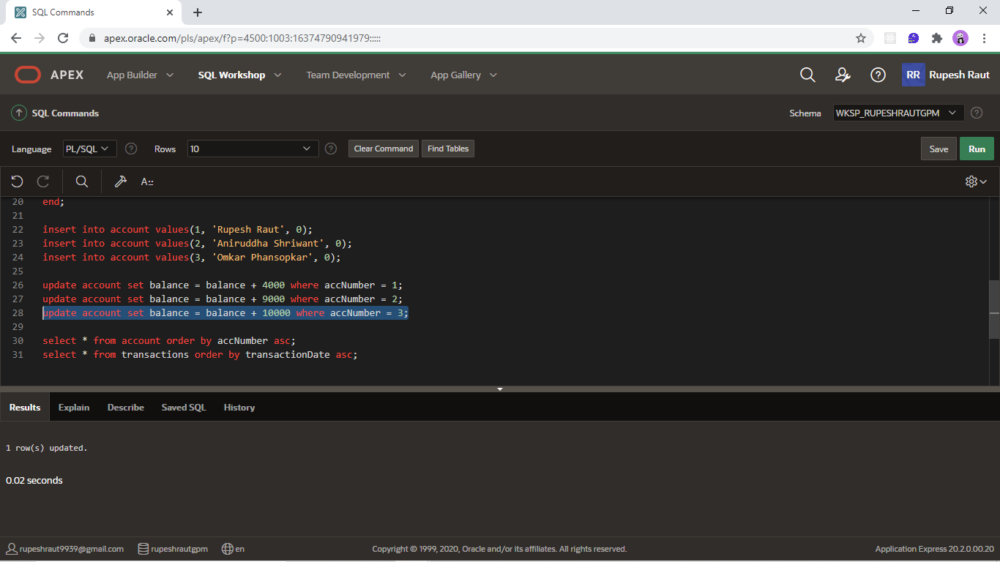 SQL Commands
apex.oracle.com/pls/apex/f?p=4500:1003:16374790941979:::::
APEX App Builder SQL Workshop Team Development App Gallery RR Rupesh Raut
SQL Commands Schema WKSP_RUPESHRAUTGPM
Language PL/SQL Rows 10 Clear Command Find Tables Save Run
A::
20 end;
21
22 insert into account values(1, 'Rupesh Raut', 0);
23 insert into account values(2, 'Aniruddha Shriwant', 0);
24 insert into account values(3, 'Omkar Phansopkar', 0);
25
26 update account set balance = balance + 4000 where accNumber = 1;
27 update account set balance = balance + 9000 where accNumber = 2;
28 update account set balance = balance + 10000 where accNumber = 3;
29
30 select * from account order by accNumber asc;
31 select * from transactions order by transactionDate asc;
Results Explain Describe Saved SQL History
1 row(s) updated.
0.02 seconds
rupeshraut9939@gmail.com rupeshrautgpm en Copyright © 1999, 2020, Oracle and/or its affiliates. All rights reserved. Application Express 20.2.0.00.20